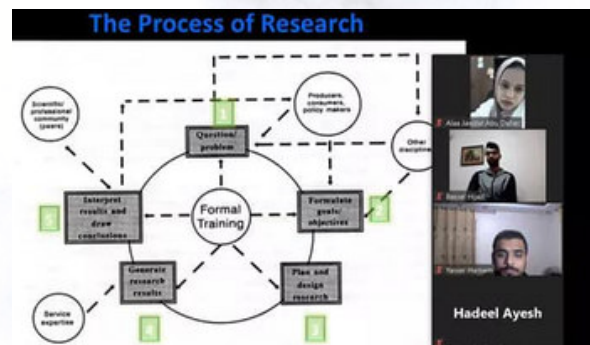 The Process of Research
Scientific/
professional
community
(peers)
1
Question/
problem
Producers,
consumers,
policy makers
Other
discipline
5
Interpret
results and
draw
conclusions
Formal
Training
Formulate
goals/
objectives
2
Generate
research
results
Plan and
design
research
Service
expertise
4
3
Hadeel Ayesh